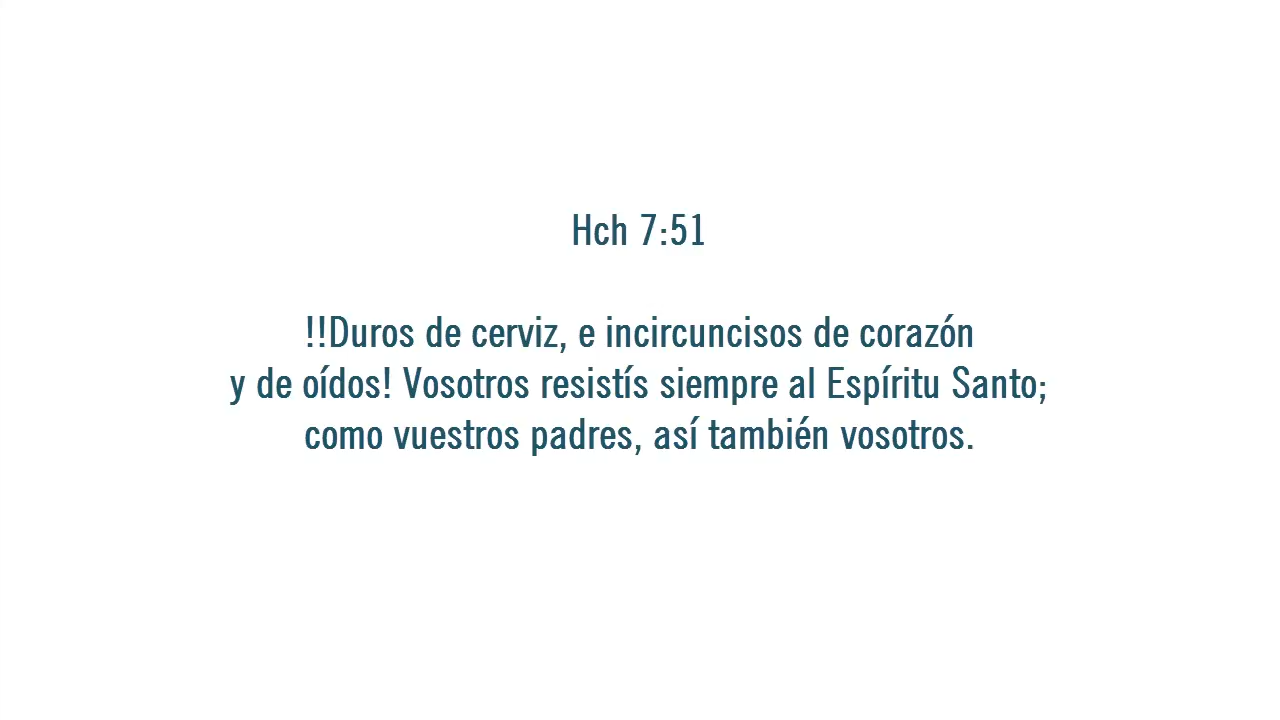 Hch 7:51
!!Duros de cerviz, e incircuncisos de corazón
y de oídos! Vosotros resistís siempre al Espíritu Santo;
como vuestros padres, así también vosotros.